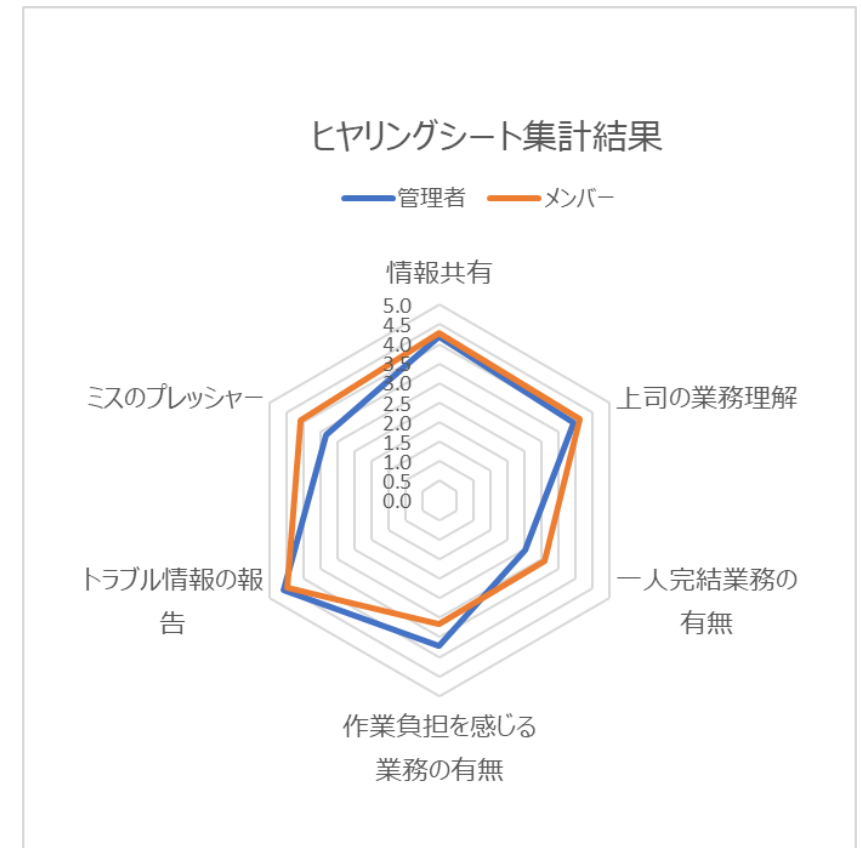 ヒヤリングシート集計結果
管理者 メンバー
情報共有
5.0
4.5
4.0
3.5
3.0
2.5
2.0
1.5
1.0
0.5
0.0
ミスのプレッシャー
上司の業務理解
トラブル情報の報
告
一人完結業務の
有無
作業負担を感じる
業務の有無